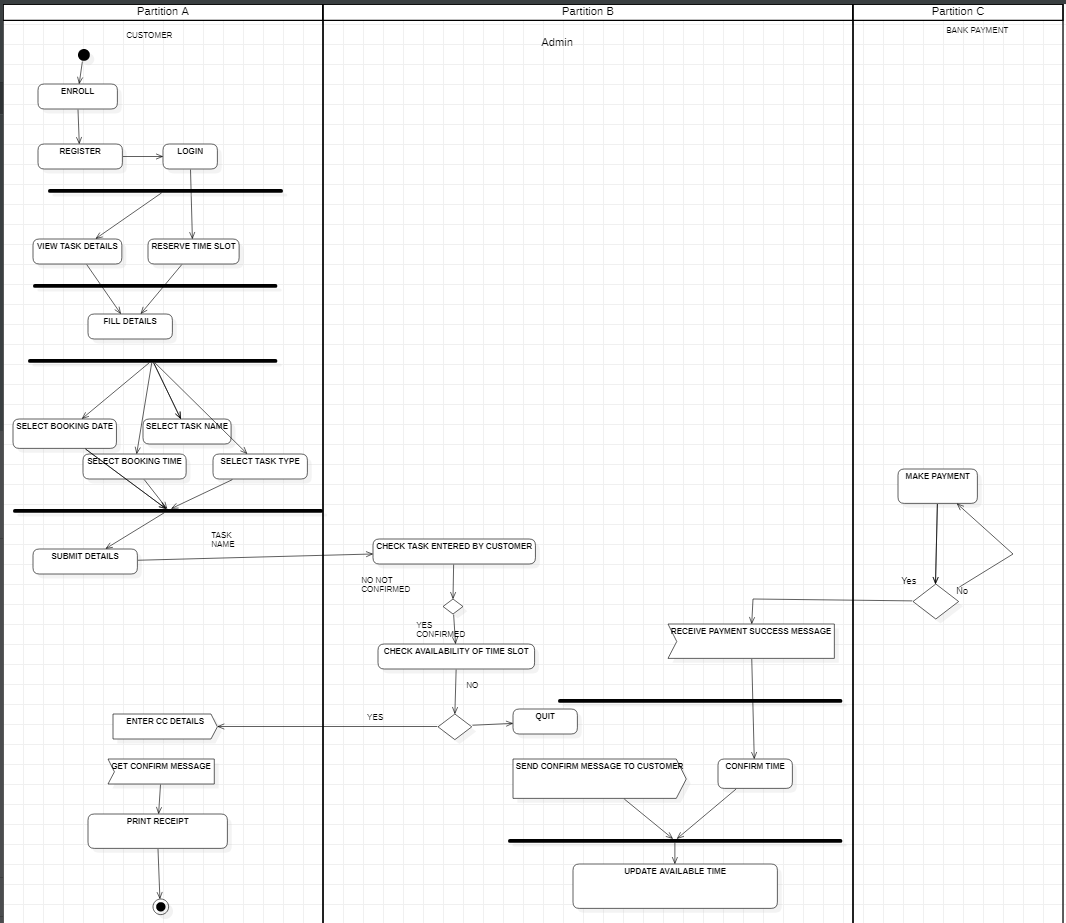 Partition A
Partition B
Partition C
CUSTOMER
Admin
BANK PAYMENT
ENROLL
REGISTER
LOGIN
VIEW TASK DETAILS
RESERVE TIME SLOT
FILL DETAILS
SELECT BOOKING DATE
SELECT TASK NAME
SELECT BOOKING TIME
SELECT TASK TYPE
MAKE PAYMENT
TASK
NAME
SUBMIT DETAILS
CHECK TASK ENTERED BY CUSTOMER
NO NOT
CONFIRMED
Yes
No
YES
CONFIRMED
RECEIVE PAYMENT SUCCESS MESSAGE
CHECK AVAILABILITY OF TIME SLOT
NO
YES
ENTER CC DETAILS
QUIT
GET CONFIRM MESSAGE
SEND CONFIRM MESSAGE TO CUSTOMER
CONFIRM TIME
PRINT RECEIPT
UPDATE AVAILABLE TIME